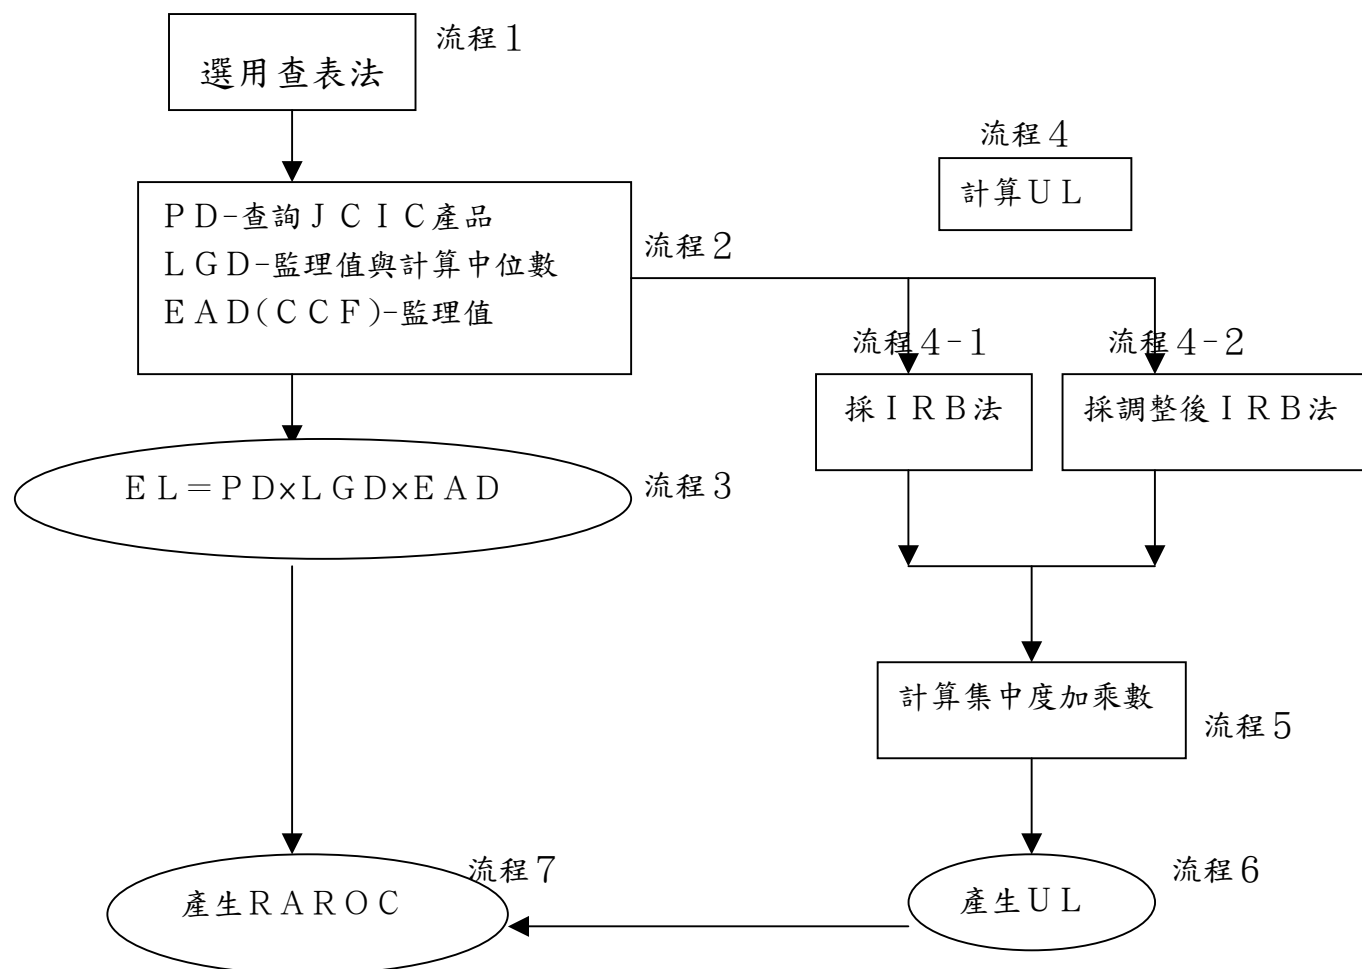 流程1
選用查表法
流程4
計算UL
PD-查詢JCIC產品
LGD-監理值與計算中位數
EAD(CCF)-監理值
流程2
流程4-1
流程4-2
採IRB法
採調整後IRB法
EL=PD×LGD×EAD
流程3
計算集中度加乘數
流程5
流程7
產生RAROC
流程6
產生UL